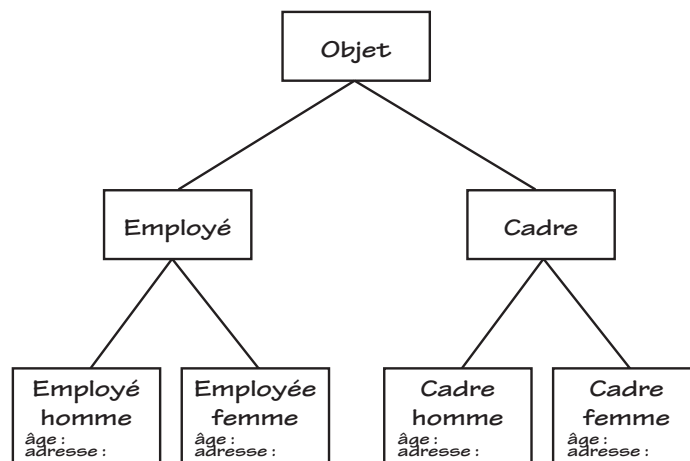 Objet
Employé
Cadre
Employé
homme
âge :
adresse :
Employée
femme
âge :
adresse :
Cadre
homme
âge :
adresse :
Cadre
femme
âge :
adresse :